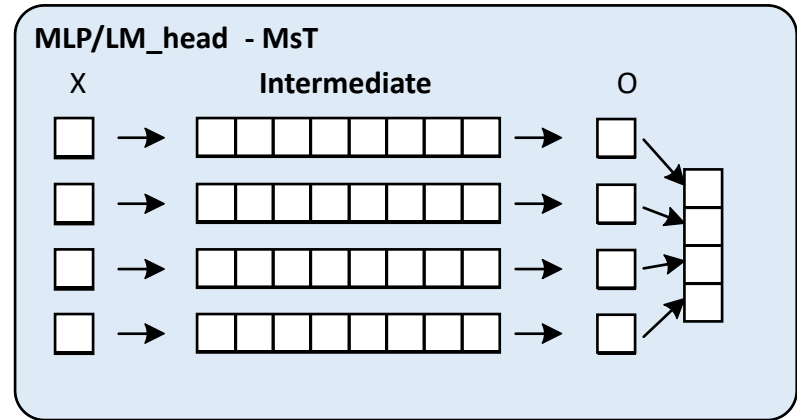 MLP/LM_head - MsT
X Intermediate O